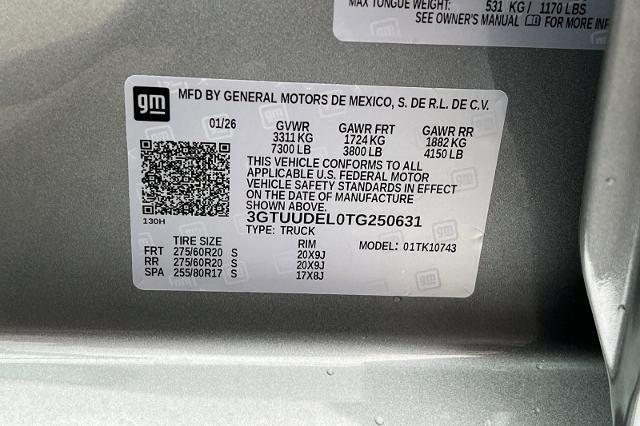 MAX TONGUE WEIGHT: 531 KG / 1170 LBS
SEE OWNER'S MANUAL FOR MORE INFOR
gm MFD BY GENERAL MOTORS DE MEXICO, S. DE R.L. DE C.V.
01/26 GVWR GAWR FRT GAWR RR
3311 KG 1724 KG 1882 KG
7300 LB 3800 LB 4150 LB
THIS VEHICLE CONFORMS TO ALL
APPLICABLE U.S. FEDERAL MOTOR
VEHICLE SAFETY STANDARDS IN EFFECT
ON THE DATE OF MANUFACTURE
SHOWN ABOVE.
130H 3GTUUDEL0TG250631
TYPE: TRUCK
TIRE SIZE RIM MODEL: 01TK10743
FRT 275/60R20 S 20X9J
RR 275/60R20 S 20X9J
SPA 255/80R17 S 17X8J